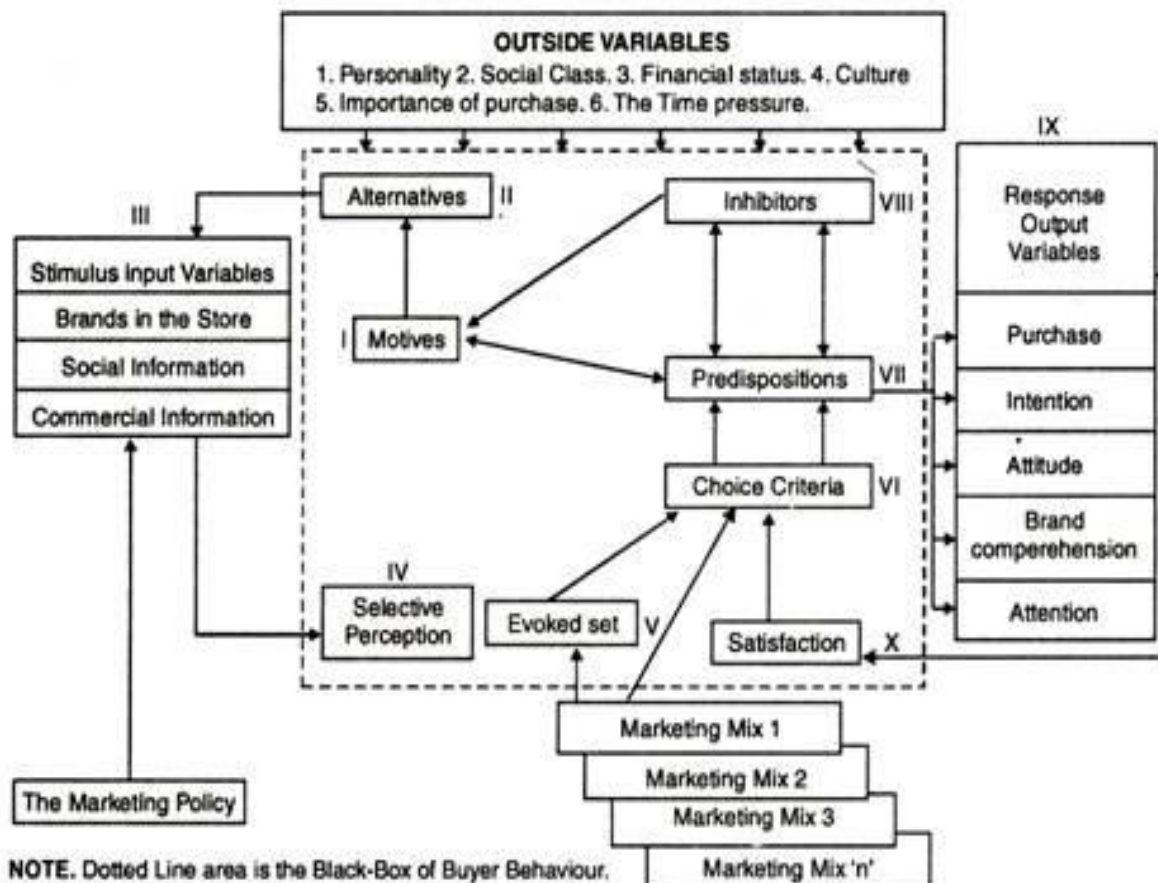 OUTSIDE VARIABLES
1. Personality 2. Social Class. 3. Financial status. 4. Culture
5. Importance of purchase. 6. The Time pressure.
IX
Alternatives
II
Inhibitors
VIII
Response
Output
Variables
III
Stimulus Input Variables
Brands in the Store
Social Information
Commercial Information
I
Motives
Predispositions
VII
Purchase
Intention
Attitude
Brand
comperehension
Attention
Choice Criteria
VI
IV
Selective
Perception
Evoked set
V
Satisfaction
X
Marketing Mix 1
Marketing Mix 2
Marketing Mix 3
Marketing Mix 'n'
The Marketing Policy
NOTE. Dotted Line area is the Black-Box of Buyer Behaviour.